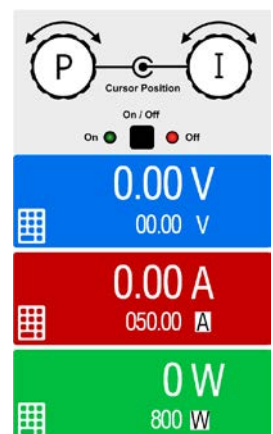 P I
Cursor Position
On / Off
On Off
0.00 V
00.00 V
0.00 A
050.00 A
0 W
800 W